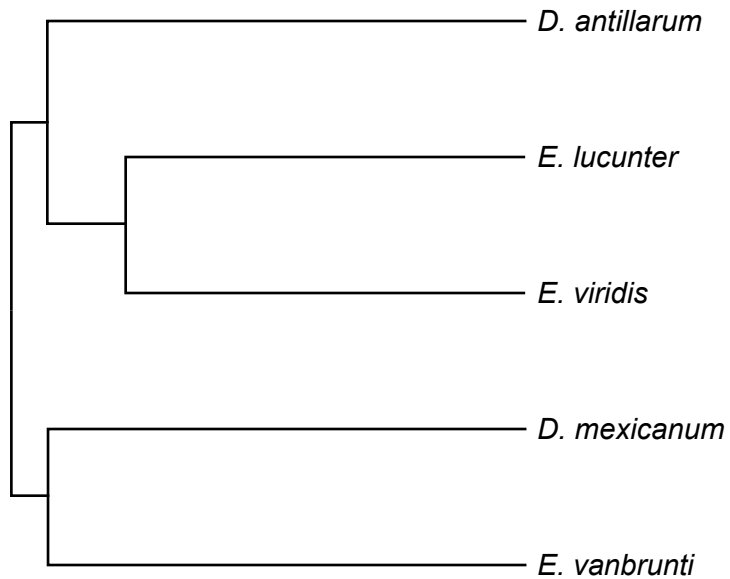 D. antillarum
E. lucunter
E. viridis
D. mexicanum
E. vanbrunti